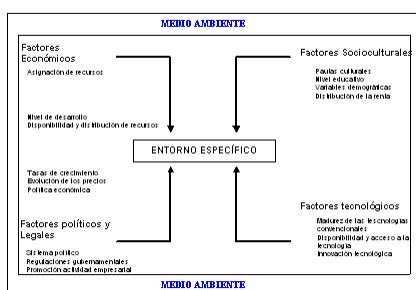 MEDIO AMBIENTE
Factores
Económicos
Asignación de recursos
Nivel de desarrollo
Disponibilidad y distribución de recursos
Factores Socioculturales
Pautas culturales
Nivel educativo
Variables demográficas
Distribución de la renta
ENTORNO ESPECÍFICO
Tasas de crecimiento
Evolución de los precios
Política económica
Factores políticos y
Legales
Sistema político
Regulaciones gubernamentales
Promoción actividad empresarial
Factores tecnológicos
Madurez de las tescnologías
convencionales
Disponibilidad y acceso a la
tecnología
Innovación tecnológica
MEDIO AMBIENTE